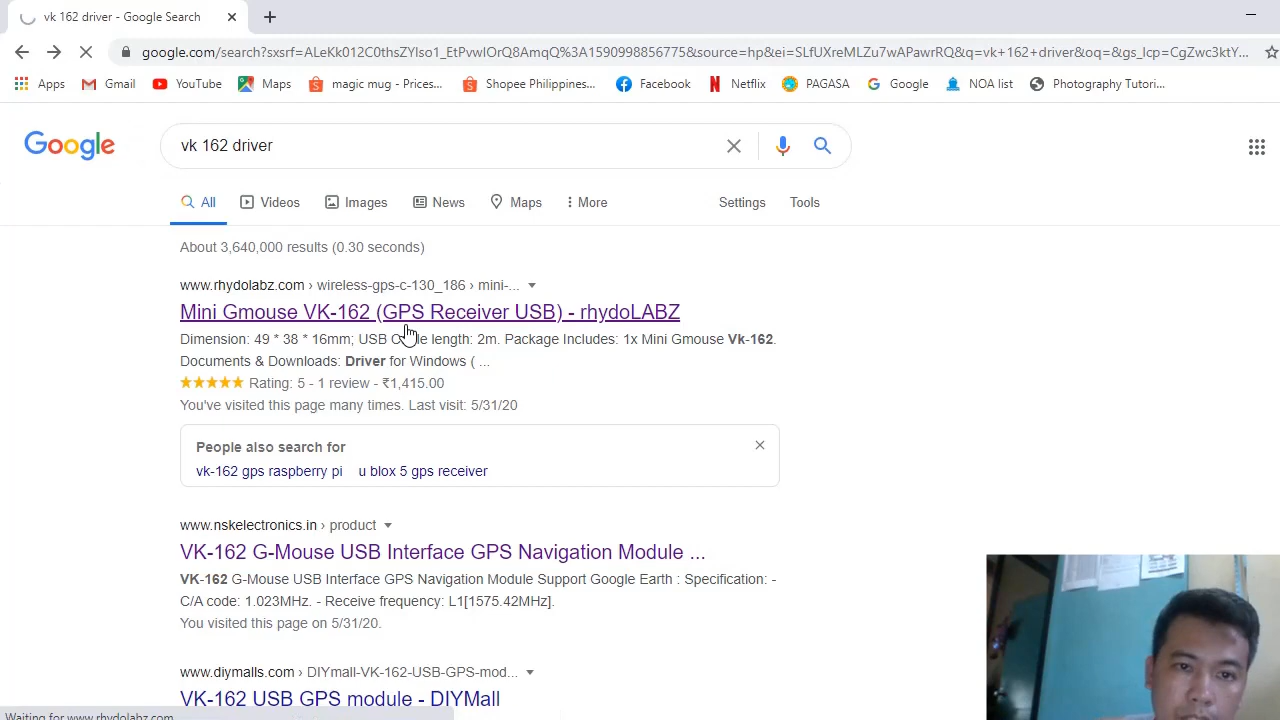 vk 162 driver - Google Search
google.com/search?sxsrf=ALeKk012C0thsZYIso1_EtPvwIOrQ8AmqQ%3A1590998856775&source=hp&ei=SLfUXreMLZu7wAPawrRQ&q=vk+162+driver&oq=&gs_lcp=CgZwc3ktY...
Apps Gmail YouTube Maps magic mug - Prices... Shopee Philippines... Facebook Netflix PAGASA Google NOA list Photography Tutori...
Google
vk 162 driver
All Videos Images News Maps More Settings Tools
About 3,640,000 results (0.30 seconds)
www.rhydolabz.com › wireless-gps-c-130_186 › mini-...
Mini Gmouse VK-162 (GPS Receiver USB) - rhydoLABZ
Dimension: 49 * 38 * 16mm; USB length: 2m. Package Includes: 1x Mini Gmouse Vk-162.
Documents & Downloads: Driver for Windows ( ...
Rating: 5 - 1 review - ₹1,415.00
You've visited this page many times. Last visit: 5/31/20
People also search for
vk-162 gps raspberry pi u blox 5 gps receiver
www.nskelectronics.in › product
VK-162 G-Mouse USB Interface GPS Navigation Module ...
VK-162 G-Mouse USB Interface GPS Navigation Module Support Google Earth : Specification: -
C/A code: 1.023MHz. - Receive frequency: L1[1575.42MHz].
You visited this page on 5/31/20.
www.diymalls.com › DIYmall-VK-162-USB-GPS-mod...
VK-162 USB GPS module - DIYMall
Waiting for www.rhydolabz.com